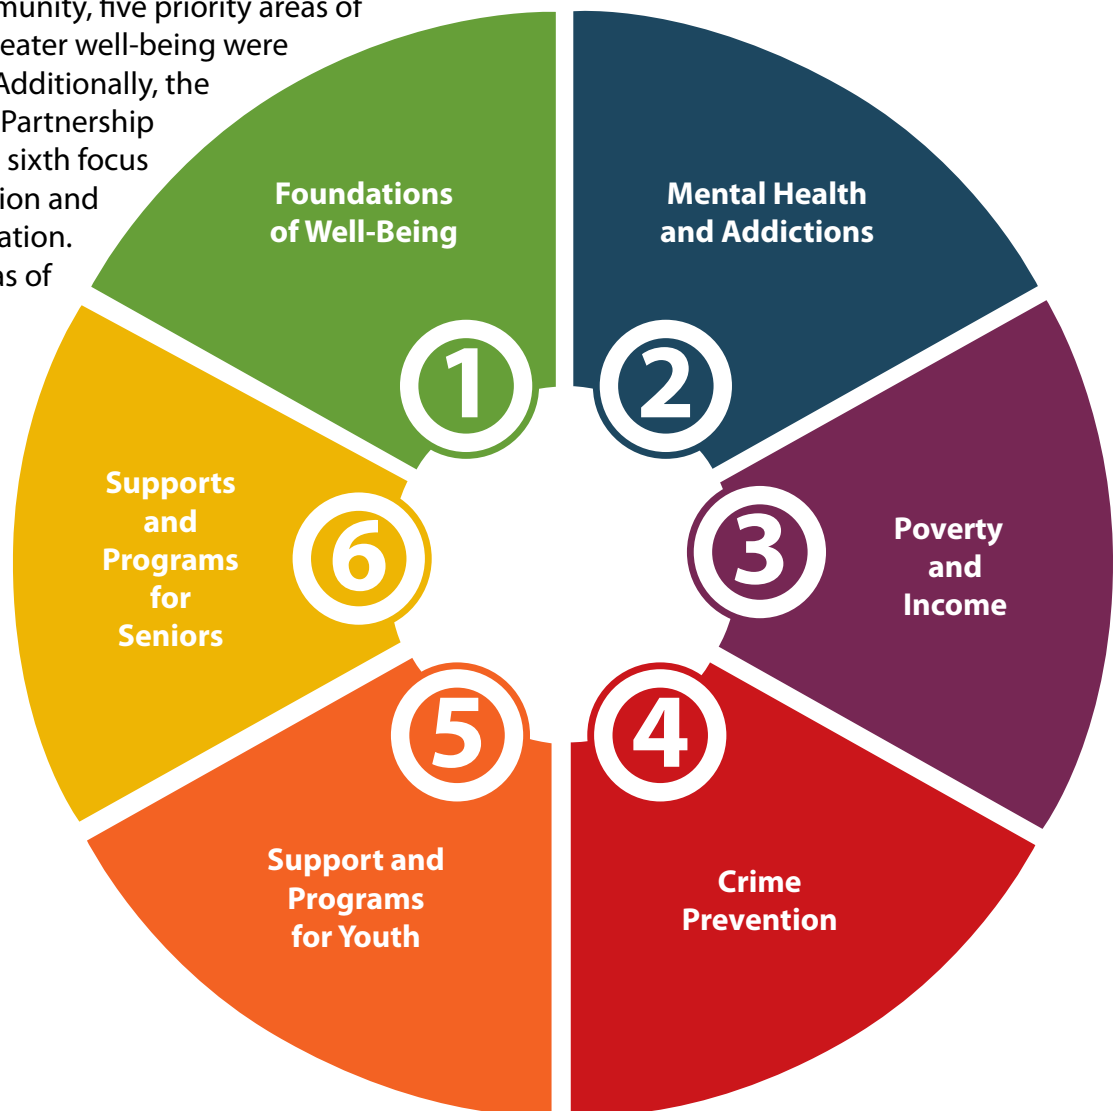 munity, five priority areas of
eater well-being were
Additionally, the
Partnership
sixth focus
ion and
ation.
as of
Foundations
of Well-Being
1
Mental Health
and Addictions
2
Poverty
and
Income
3
Crime
Prevention
4
Support and
Programs
for Youth
5
Supports
and
Programs
for
Seniors
6